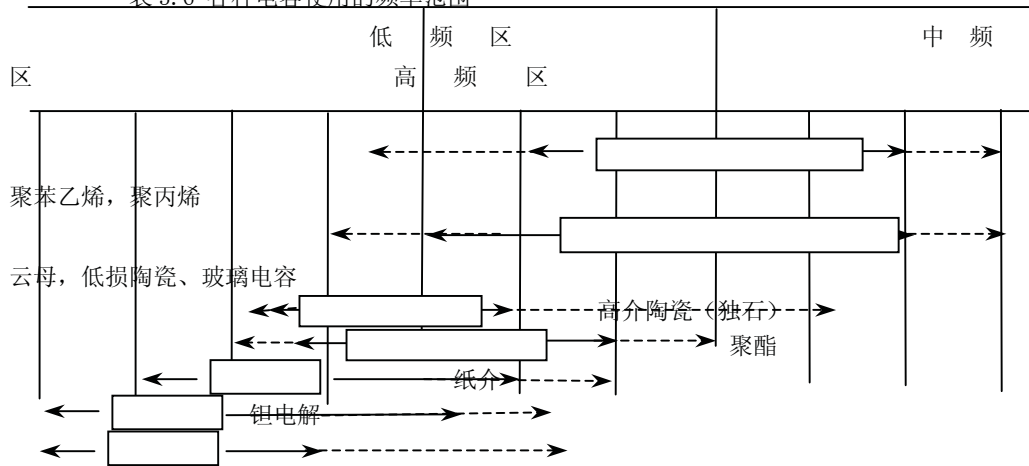 表 3.6 各种电容使用的频率范围
低 频 区 中 频
区 高 频 区
聚苯乙烯，聚丙烯
云母，低损陶瓷、玻璃电容
高介陶瓷（独石）
聚酯
纸介
钽电解